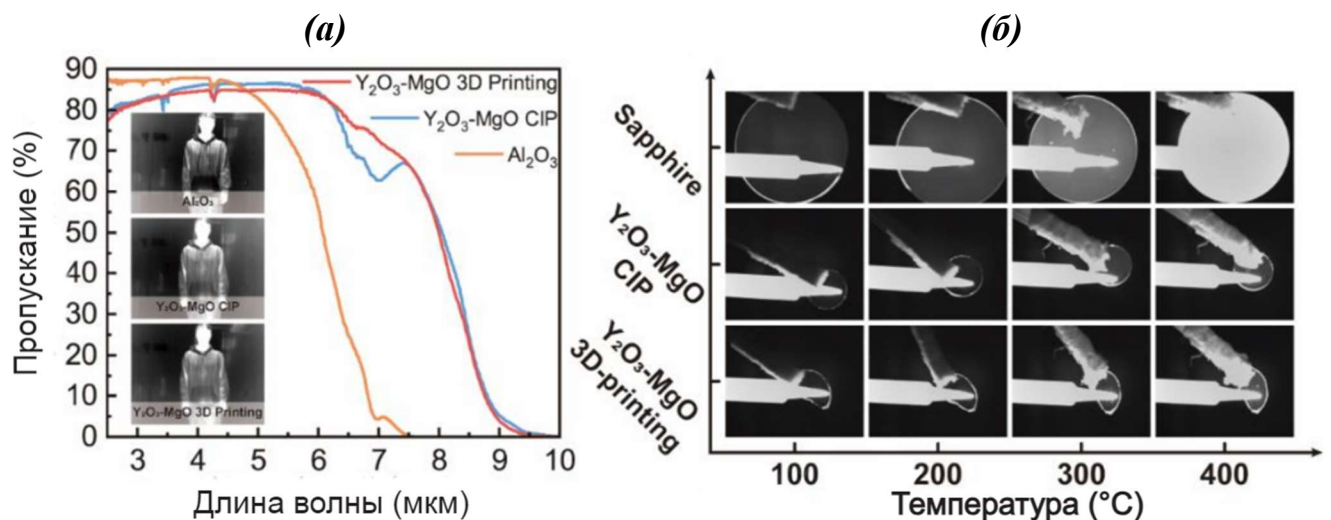 (а)
(б)
90
80
70
60
50
40
30
20
10
0
Пропускание (%)
Y₂O₃-MgO 3D Printing
Y₂O₃-MgO CIP
Al₂O₃
Al₂O₃
Y₂O₃-MgO CIP
Y₂O₃-MgO 3D Printing
3 4 5 6 7 8 9 10
Длина волны (мкм)
Sapphire
Y₂O₃-MgO
CIP
Y₂O₃-MgO
3D-printing
100 200 300 400
Температура (°C)